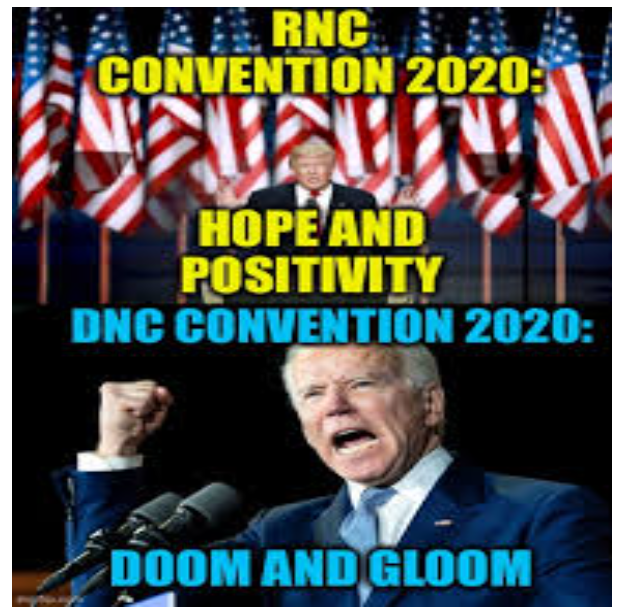 RNC
CONVENTION 2020:
HOPE AND
POSITIVITY
DNC CONVENTION 2020:
DOOM AND GLOOM